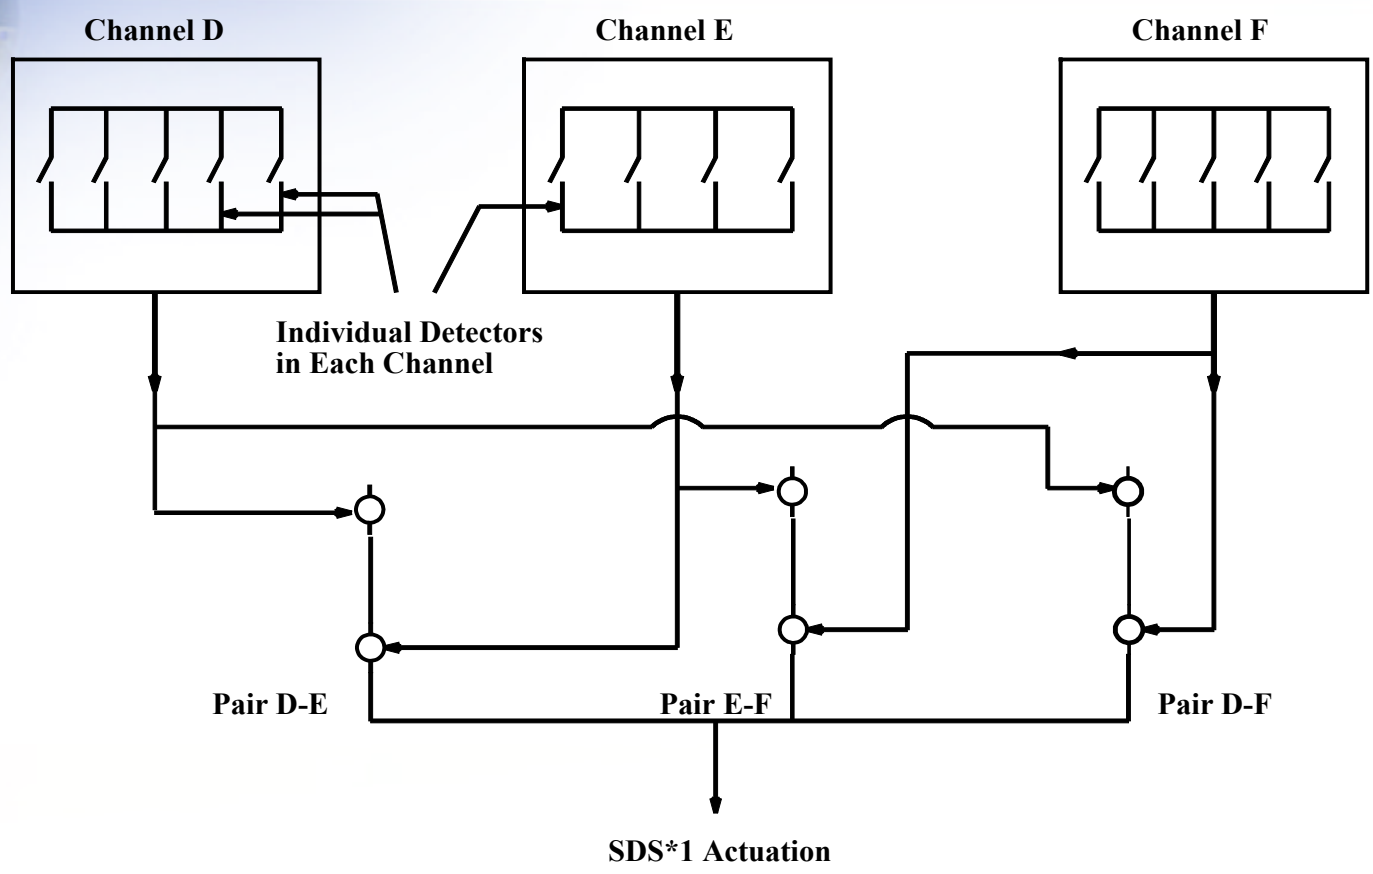 Channel D
Channel E
Channel F
Individual Detectors
in Each Channel
Pair D-E
Pair E-F
Pair D-F
SDS*1 Actuation